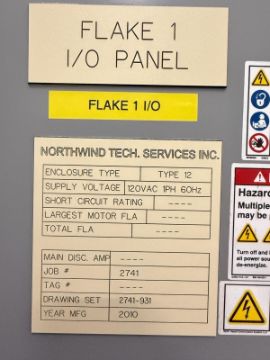 FLAKE 1
I/O PANEL
FLAKE 1 I/O
NORTHWIND TECH. SERVICES INC.
ENCLOSURE TYPE TYPE 12
SUPPLY VOLTAGE 120VAC 1PH 60Hz
SHORT CIRCUIT RATING ----
LARGEST MOTOR FLA ----
TOTAL FLA ----
MAIN DISC. AMP ----
JOB # 2741
TAG # ----
DRAWING SET 2741-931
YEAR MFG 2010
Hazardo
Multiple
may be p
Turn off and l
all power sou
de-energize.